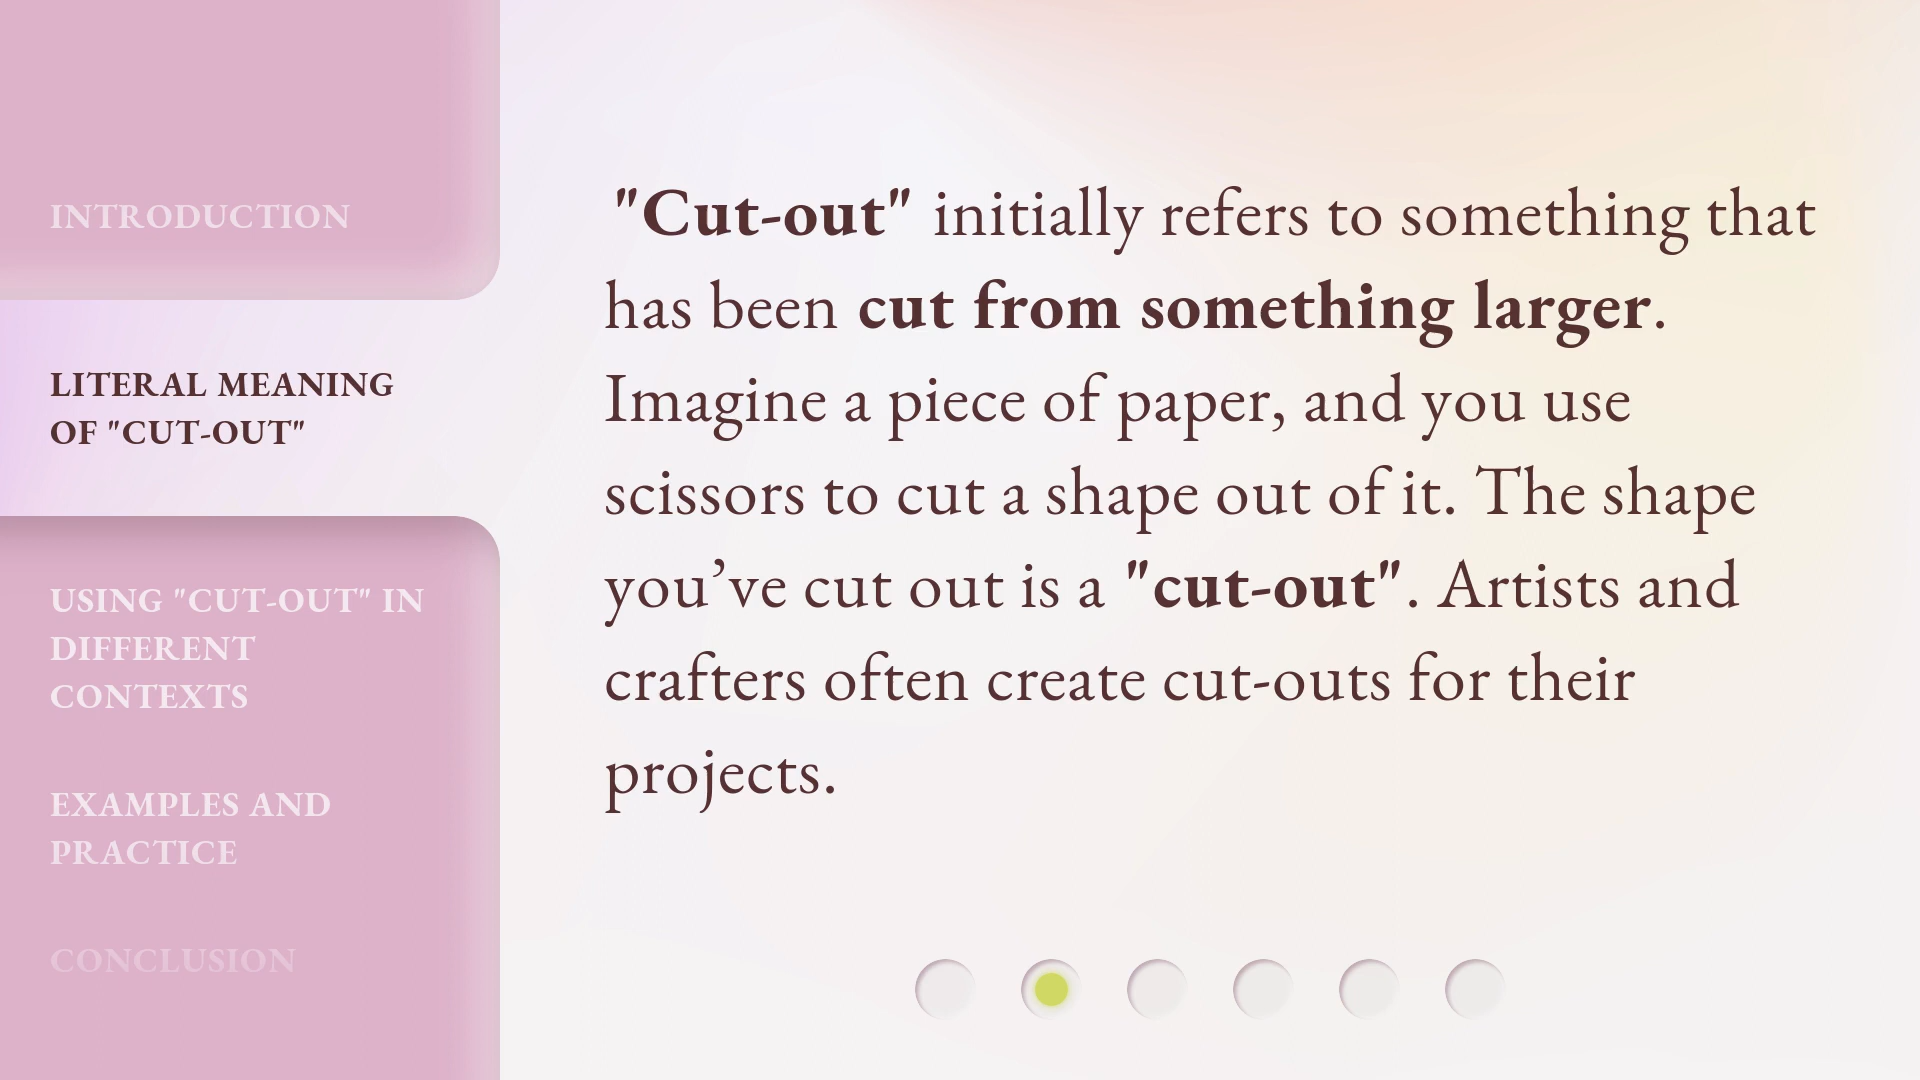 INTRODUCTION
LITERAL MEANING
OF "CUT-OUT"
USING "CUT-OUT" IN
DIFFERENT
CONTEXTS
EXAMPLES AND
PRACTICE
CONCLUSION
"Cut-out" initially refers to something that
has been cut from something larger.
Imagine a piece of paper, and you use
scissors to cut a shape out of it. The shape
you’ve cut out is a "cut-out". Artists and
crafters often create cut-outs for their
projects.